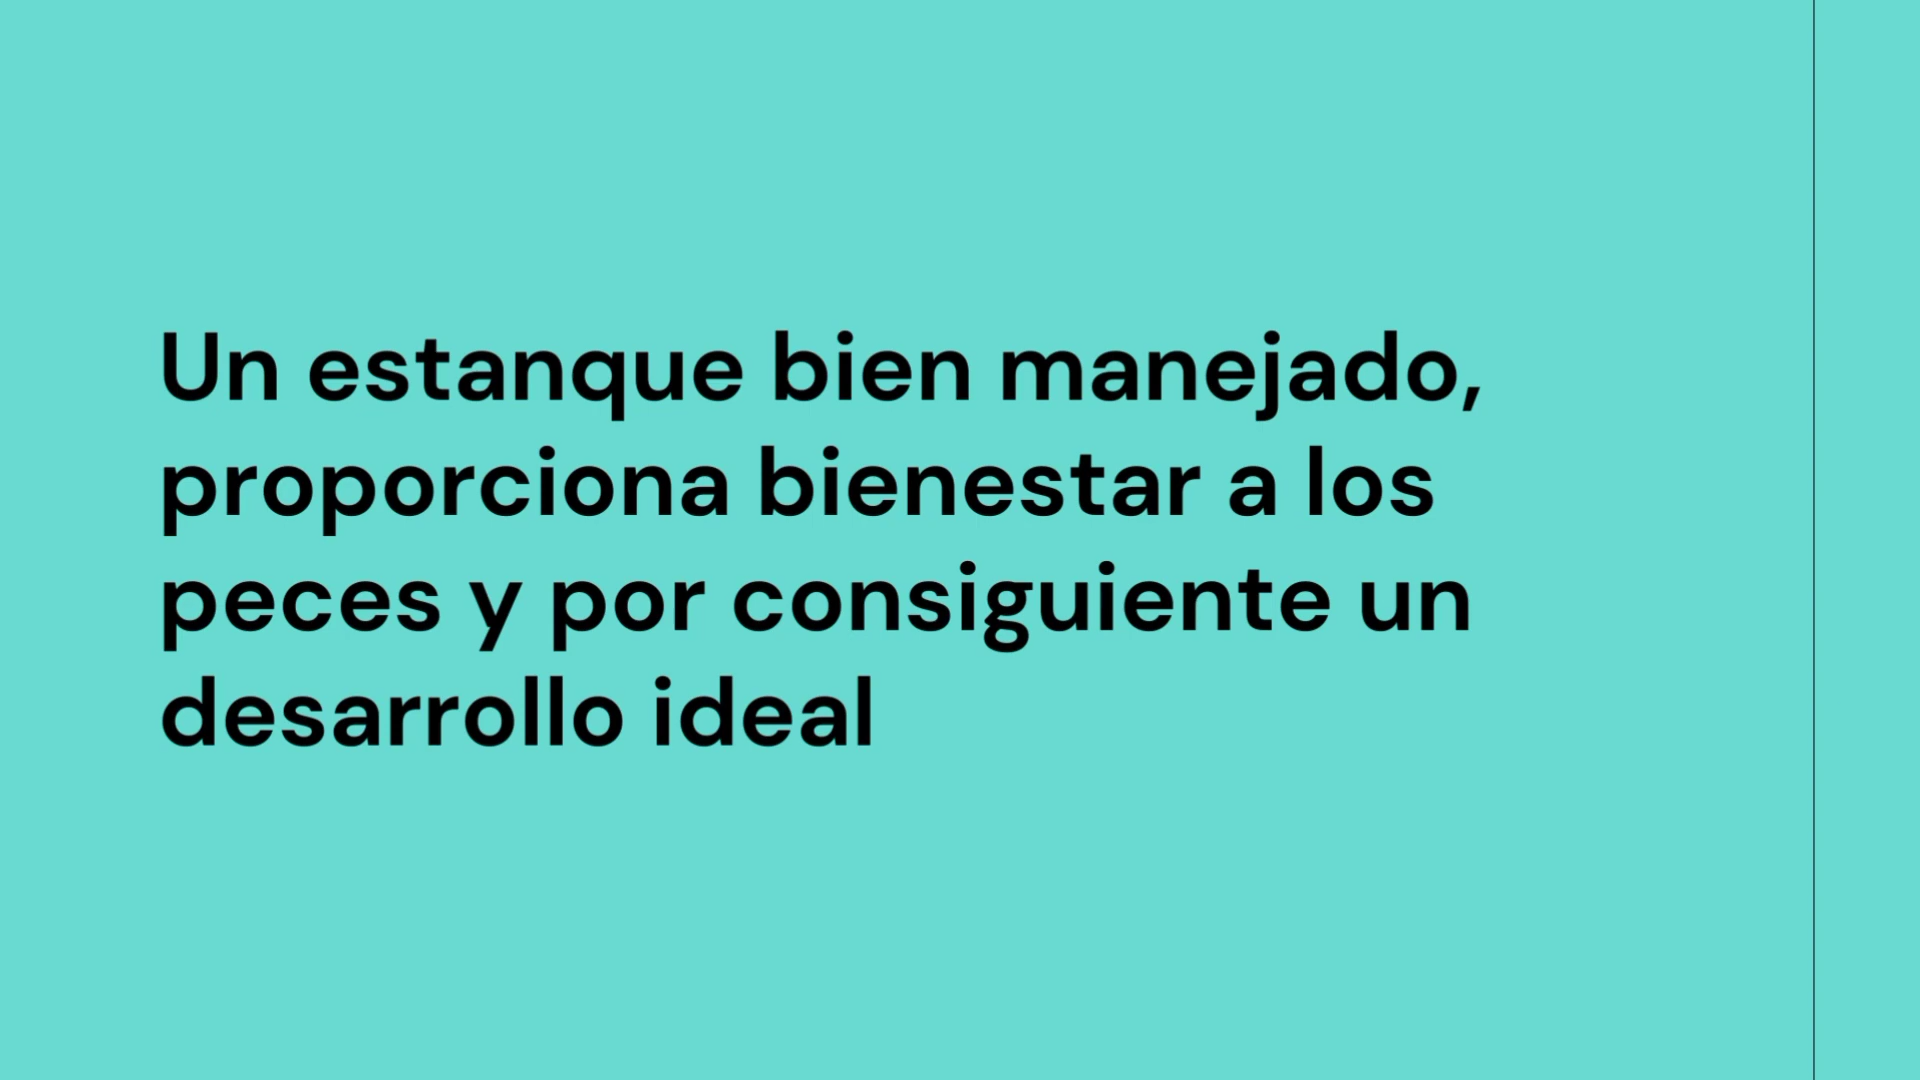 Un estanque bien manejado,
proporciona bienestar a los
peces y por consiguiente un
desarrollo ideal